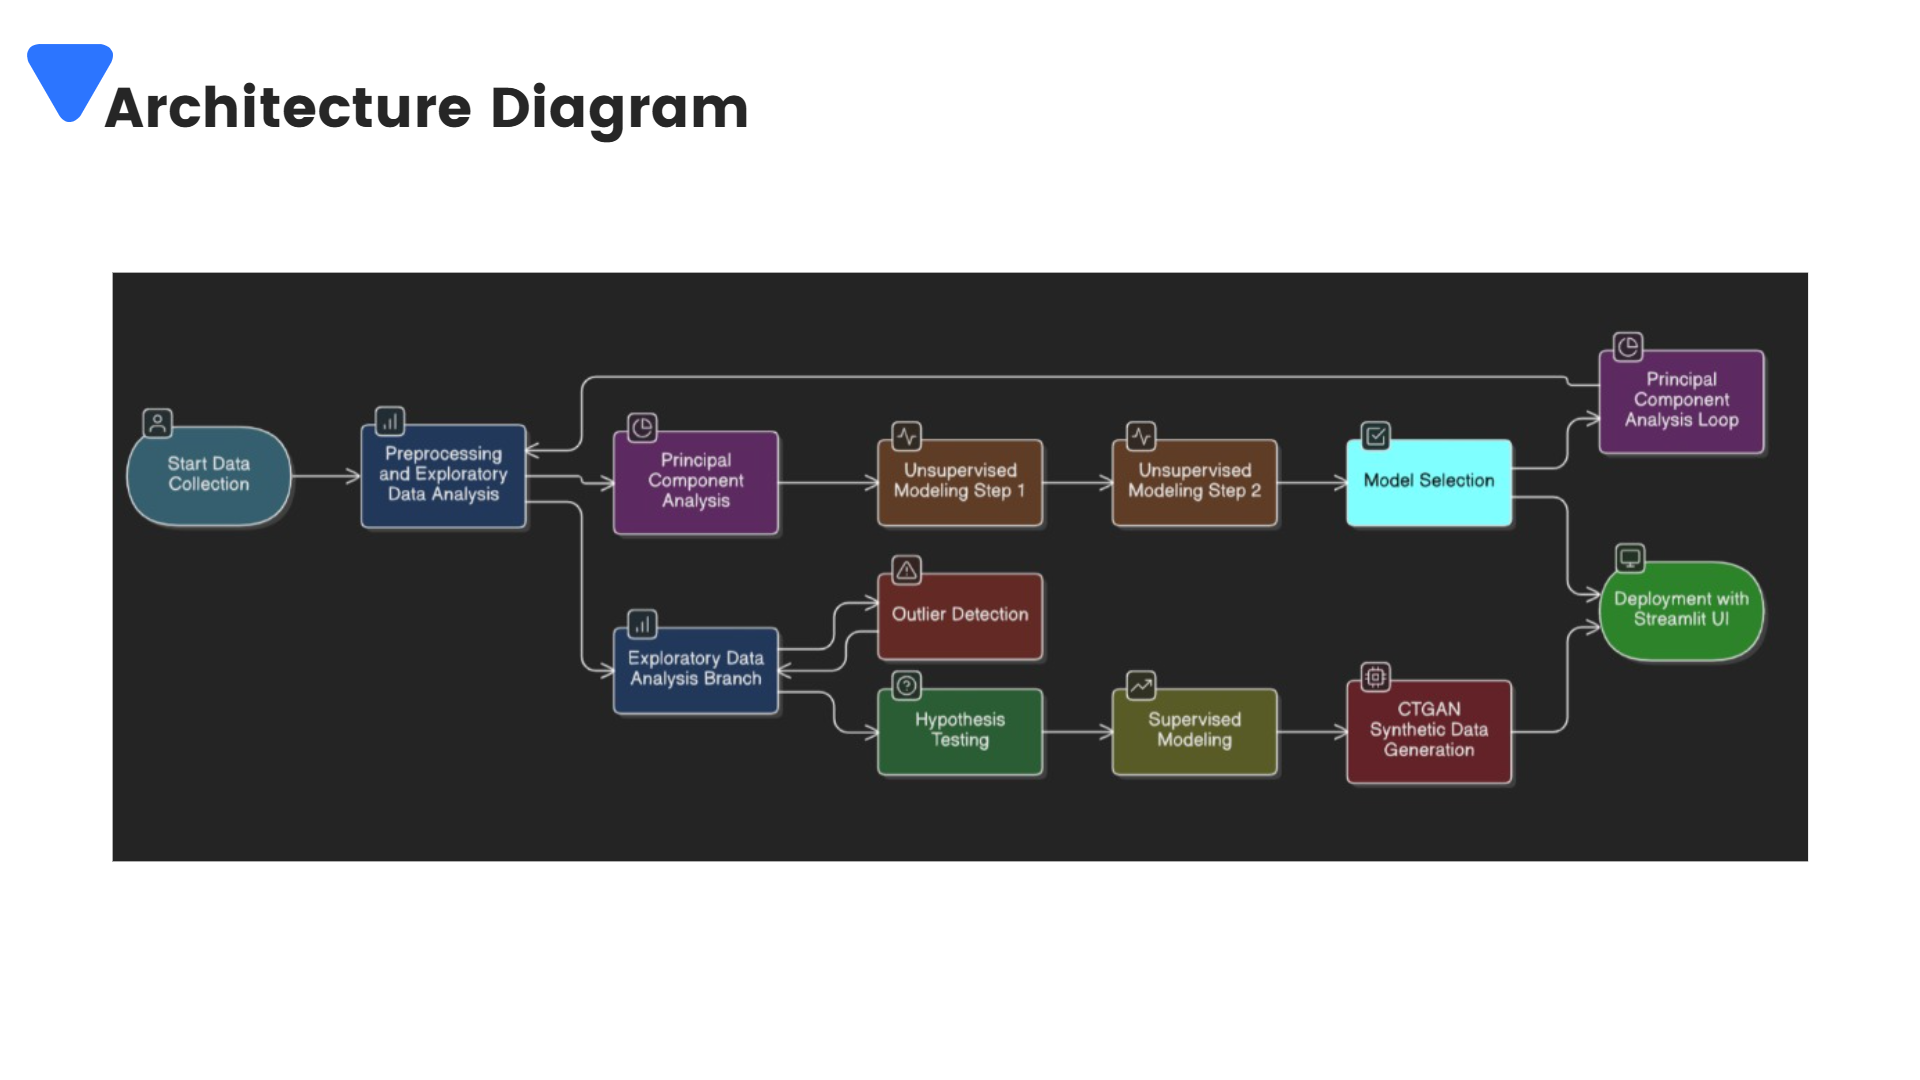 Architecture Diagram
Start Data
Collection
Preprocessing
and Exploratory
Data Analysis
Principal
Component
Analysis
Unsupervised
Modeling Step 1
Unsupervised
Modeling Step 2
Model Selection
Principal
Component
Analysis Loop
Exploratory Data
Analysis Branch
Outlier Detection
Hypothesis
Testing
Supervised
Modeling
CTGAN
Synthetic Data
Generation
Deployment with
Streamlit UI